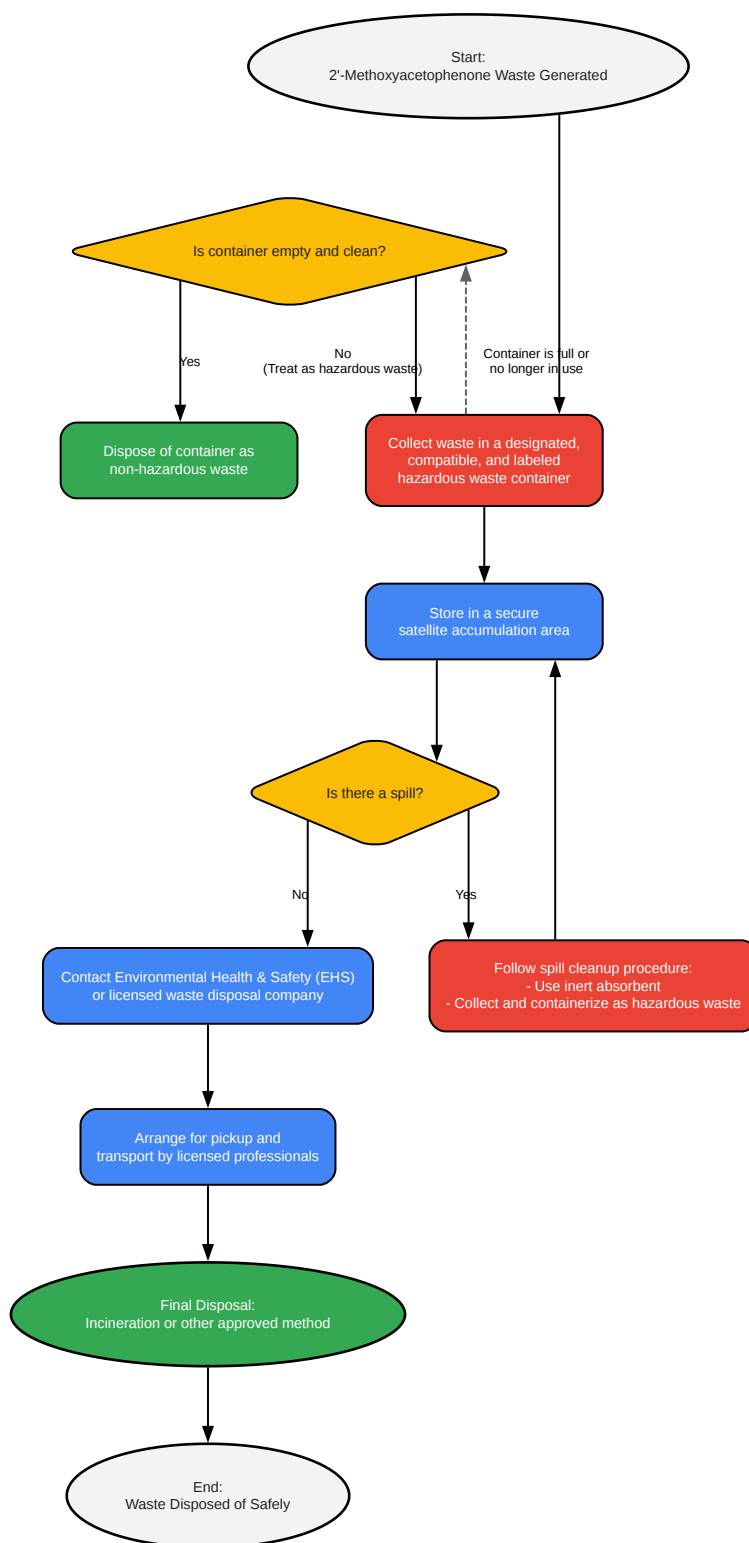 Start:
2'-Methoxyacetophenone Waste Generated
Is container empty and clean?
Yes
No
(Treat as hazardous waste)
Container is full or
no longer in use
Dispose of container as
non-hazardous waste
Collect waste in a designated,
compatible, and labeled
hazardous waste container
Store in a secure
satellite accumulation area
Is there a spill?
No
Yes
Contact Environmental Health & Safety (EHS)
or licensed waste disposal company
Follow spill cleanup procedure:
- Use inert absorbent
- Collect and containerize as hazardous waste
Arrange for pickup and
transport by licensed professionals
Final Disposal:
Incineration or other approved method
End:
Waste Disposed of Safely